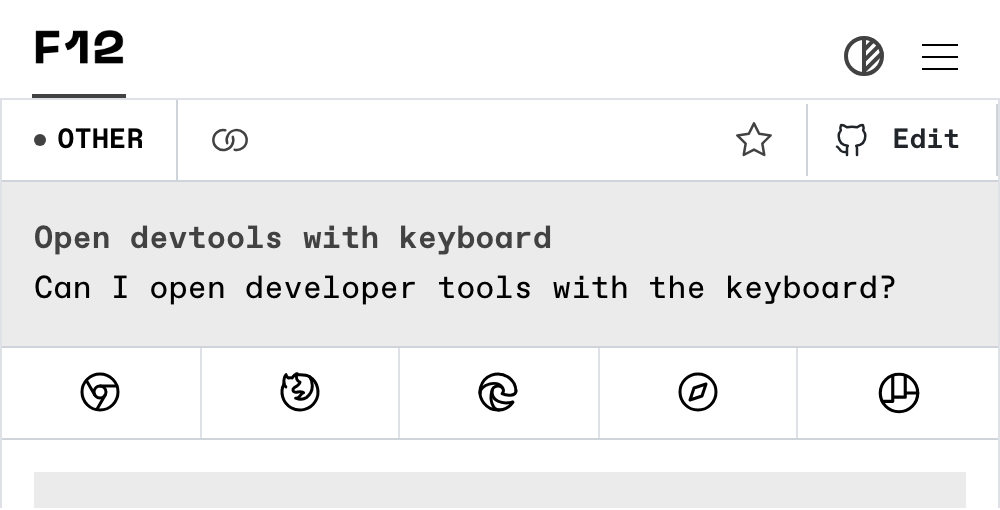 F12
OTHER
Edit
Open devtools with keyboard
Can I open developer tools with the keyboard?